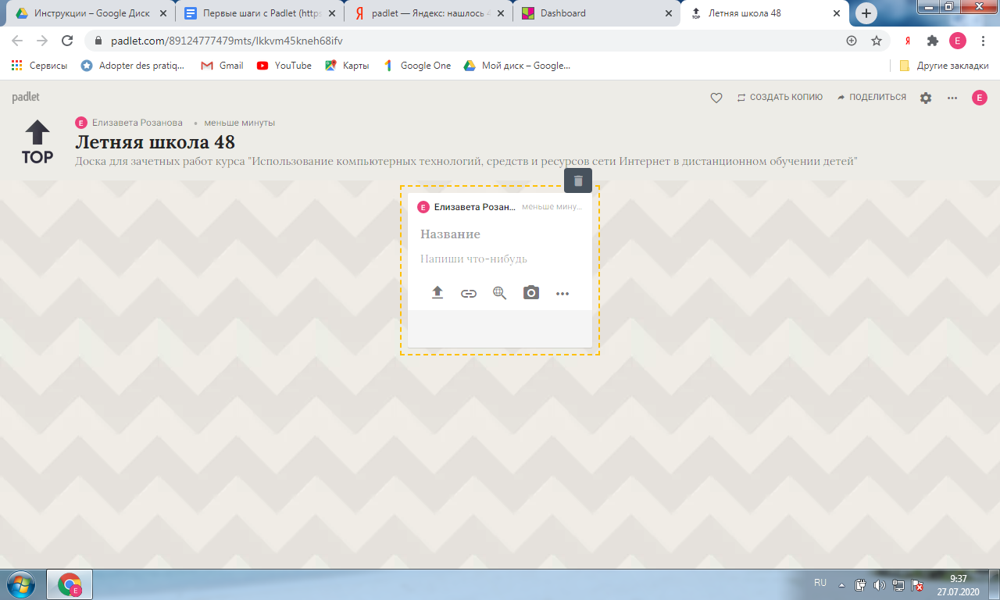 Инструкции – Google Диск
Первые шаги с Padlet (https
padlet — Яндекс: нашлось 4
Dashboard
Летняя школа 48
padlet.com/89124777479mts/lkkvm45kneh68ifv
Сервисы
Adopter des pratiq...
Gmail
YouTube
Карты
Google One
Мой диск – Google...
Другие закладки
padlet
СОЗДАТЬ КОПИЮ
ПОДЕЛИТЬСЯ
E
TOP
E Елизавета Розанова • меньше минуты
Летняя школа 48
Доска для зачетных работ курса "Использование компьютерных технологий, средств и ресурсов сети Интернет в дистанционном обучении детей"
E Елизавета Розан... меньше мину...
Название
Напиши что-нибудь
RU
9:37
27.07.2020